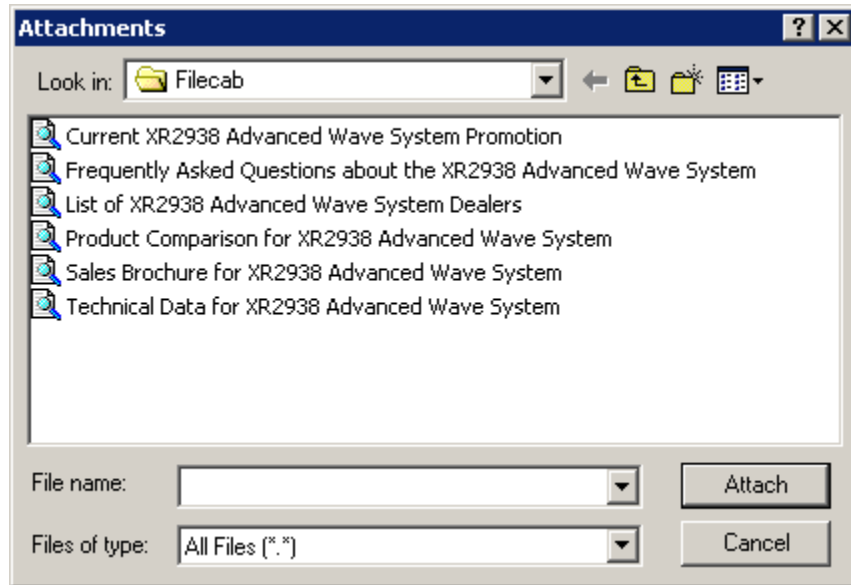 Attachments
Look in: Filecab
Current XR2938 Advanced Wave System Promotion
Frequently Asked Questions about the XR2938 Advanced Wave System
List of XR2938 Advanced Wave System Dealers
Product Comparison for XR2938 Advanced Wave System
Sales Brochure for XR2938 Advanced Wave System
Technical Data for XR2938 Advanced Wave System
File name: Attach
Files of type: All Files (*.*) Cancel